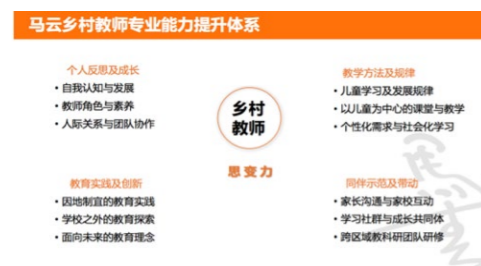 马云乡村教师专业能力提升体系
个人反思及成长
• 自我认知与发展
• 教师角色与素养
• 人际关系与团队协作
教学方法及规律
• 儿童学习及发展规律
• 以儿童为中心的课堂与教学
• 个性化需求与社会化学习
乡村
教师
思变力
教育实践及创新
• 因地制宜的教育实践
• 学校之外的教育探索
• 面向未来的教育理念
同伴示范及带动
• 家长沟通与家校互动
• 学习社群与成长共同体
• 跨区域教科研团队研修